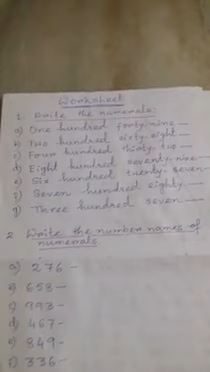 Worksheet
1. Write the numerals:
a) One hundred forty nine —
b) Two hundred sixty eight —
c) Four hundred thirty two —
d) Eight hundred seventy nine —
e) Six hundred twenty seven —
f) Seven hundred eighty —
g) Three hundred seven —
2. Write the number names of
numerals
a) 276 –
b) 658 –
c) 993 –
d) 467 –
e) 849 –
f) 336 –